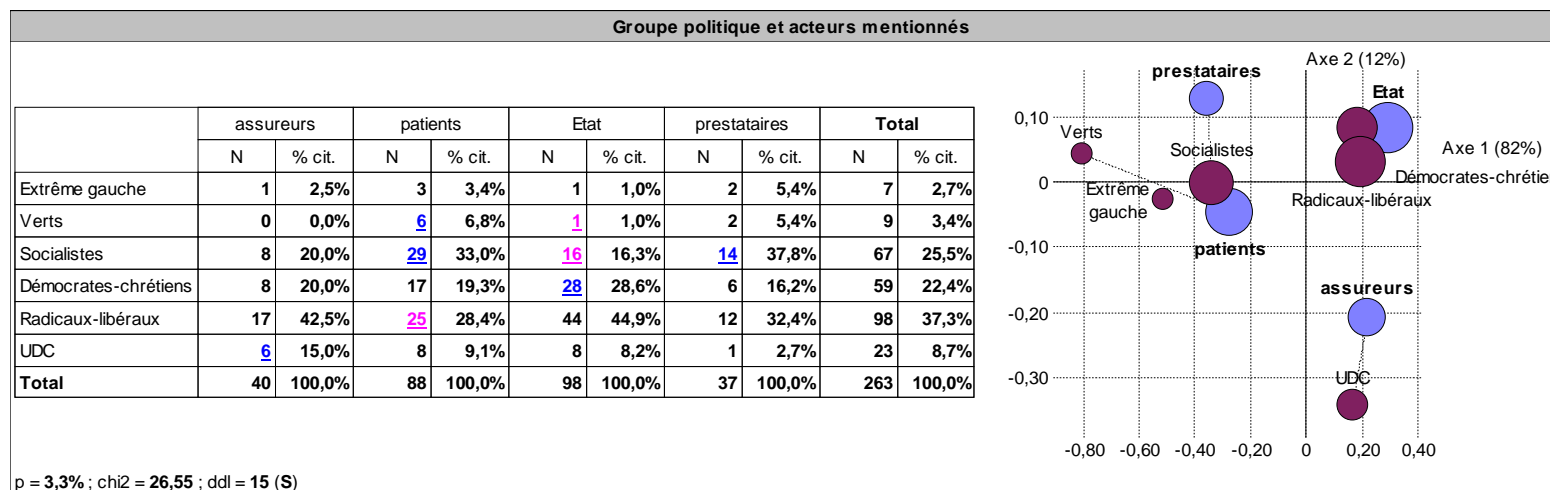 Groupe politique et acteurs mentionnés
assureurs patients Etat prestataires Total
N % cit. N % cit. N % cit. N % cit. N % cit.
Extrême gauche 1 2,5% 3 3,4% 1 1,0% 2 5,4% 7 2,7%
Verts 0 0,0% 6 6,8% 1 1,0% 2 5,4% 9 3,4%
Socialistes 8 20,0% 29 33,0% 16 16,3% 14 37,8% 67 25,5%
Démocrates-chrétiens 8 20,0% 17 19,3% 28 28,6% 6 16,2% 59 22,4%
Radicaux-libéraux 17 42,5% 25 28,4% 44 44,9% 12 32,4% 98 37,3%
UDC 6 15,0% 8 9,1% 8 8,2% 1 2,7% 23 8,7%
Total 40 100,0% 88 100,0% 98 100,0% 37 100,0% 263 100,0%
p = 3,3% ; chi2 = 26,55 ; ddl = 15 (S)
Axe 2 (12%)
prestataires
Etat
0,10
Verts
Socialistes
Axe 1 (82%)
0
Démocrates-chrétie
Extrême
gauche
Radicaux-libéraux
-0,10
patients
assureurs
-0,20
-0,30
UDC
-0,80 -0,60 -0,40 -0,20 0 0,20 0,40